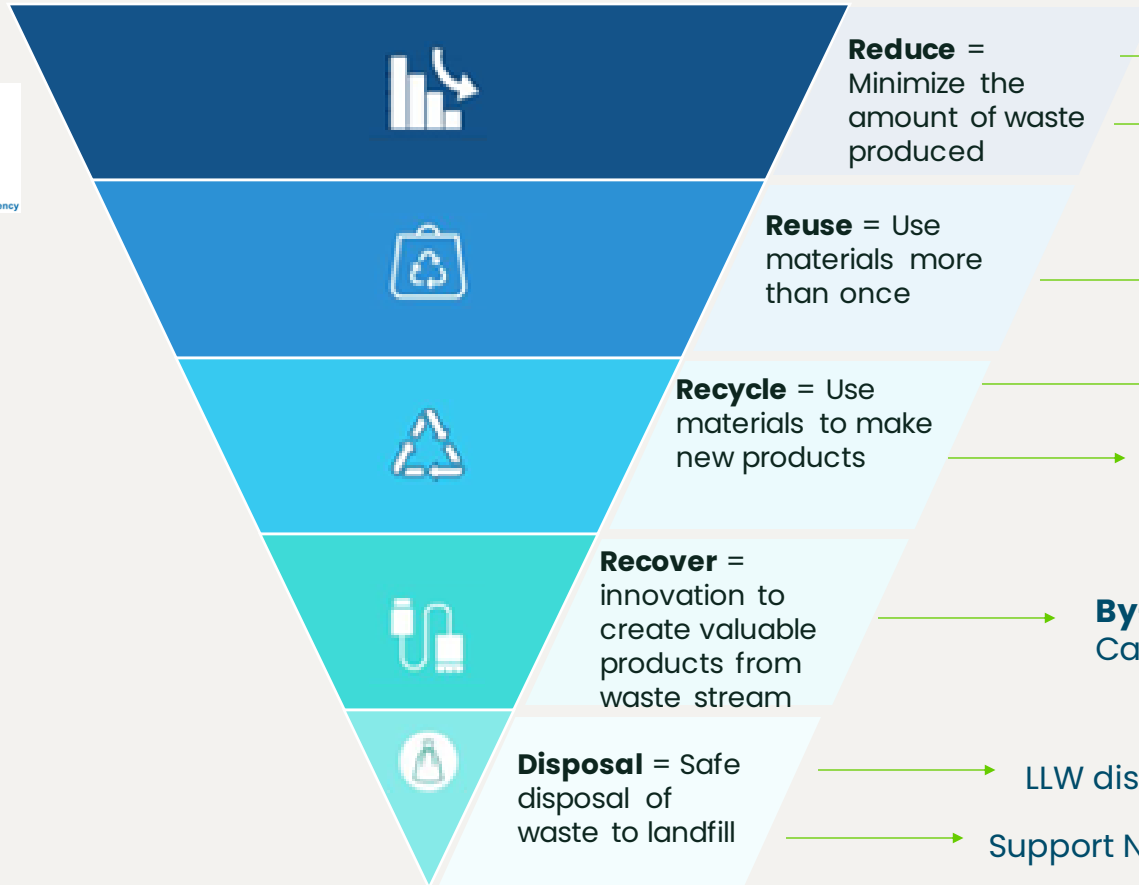 Reduce =
Minimize the
amount of waste
produced
ency
Reuse = Use
materials more
than once
Recycle = Use
materials to make
new products
Recover =
innovation to
create valuable
products from
waste stream
By
Ca
Disposal = Safe
disposal of
waste to landfill
LLW dis
Support N